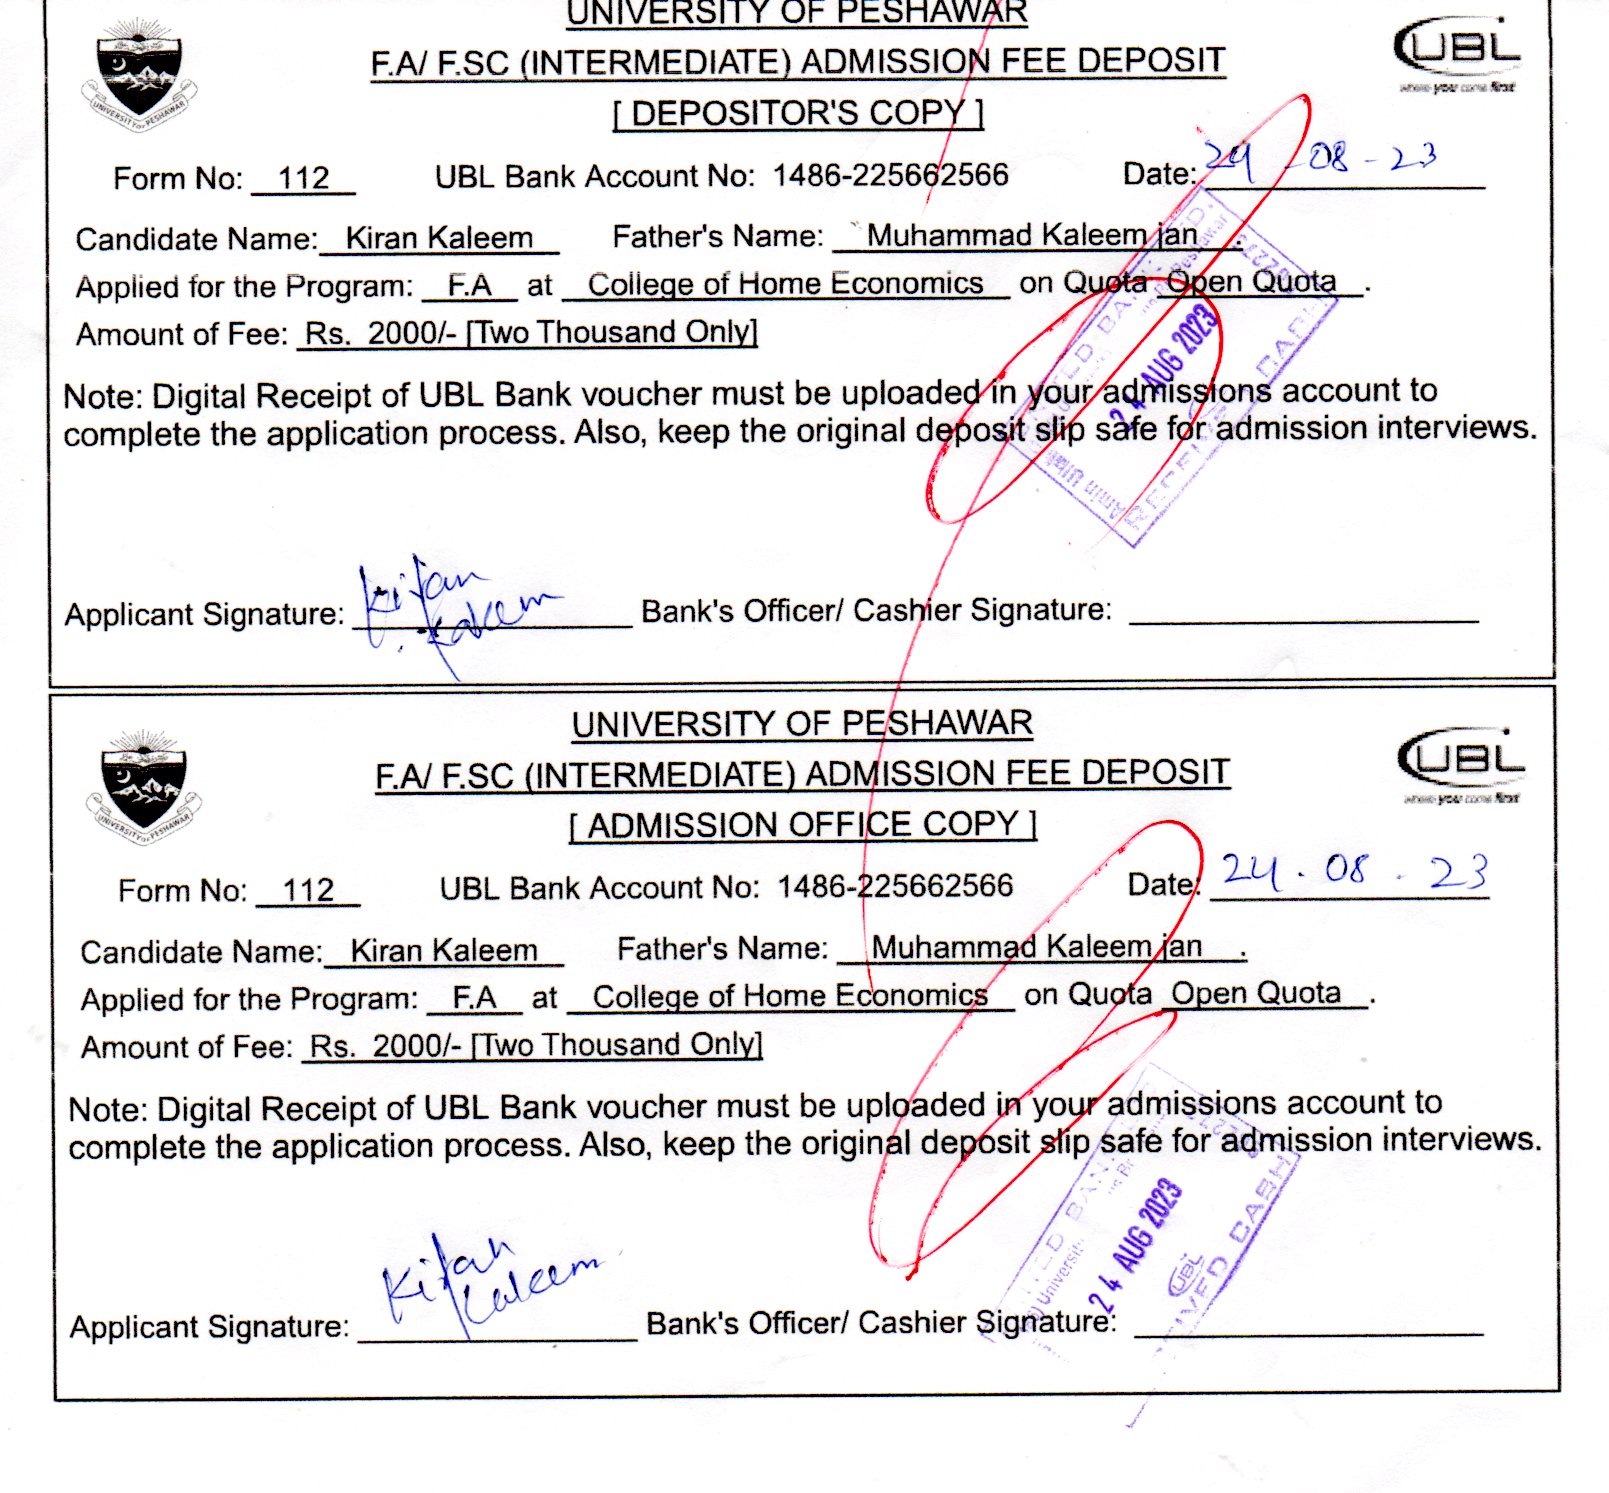 UNIVERSITY OF PESHAWAR
F.A/ F.SC (INTERMEDIATE) ADMISSION FEE DEPOSIT
[ DEPOSITOR'S COPY ]
UNIVERSITY of PESHAWAR
UBL
where you come first
Form No: 112 UBL Bank Account No: 1486-225662566 Date: 24-08-23
Candidate Name: Kiran Kaleem Father's Name: Muhammad Kaleem jan .
Applied for the Program: F.A at College of Home Economics on Quota Open Quota .
Amount of Fee: Rs. 2000/- [Two Thousand Only]
Note: Digital Receipt of UBL Bank voucher must be uploaded in your admissions account to
complete the application process. Also, keep the original deposit slip safe for admission interviews.
24 AUG 2023
Amin Ullah
Applicant Signature: Kiran Kaleem Bank's Officer/ Cashier Signature:
UNIVERSITY OF PESHAWAR
F.A/ F.SC (INTERMEDIATE) ADMISSION FEE DEPOSIT
[ ADMISSION OFFICE COPY ]
UNIVERSITY of PESHAWAR
UBL
where you come first
Form No: 112 UBL Bank Account No: 1486-225662566 Date: 24.08.23
Candidate Name: Kiran Kaleem Father's Name: Muhammad Kaleem jan .
Applied for the Program: F.A at College of Home Economics on Quota Open Quota .
Amount of Fee: Rs. 2000/- [Two Thousand Only]
Note: Digital Receipt of UBL Bank voucher must be uploaded in your admissions account to
complete the application process. Also, keep the original deposit slip safe for admission interviews.
24 AUG 2023
UBL
CASH
Applicant Signature: Kiran Kaleem Bank's Officer/ Cashier Signature: